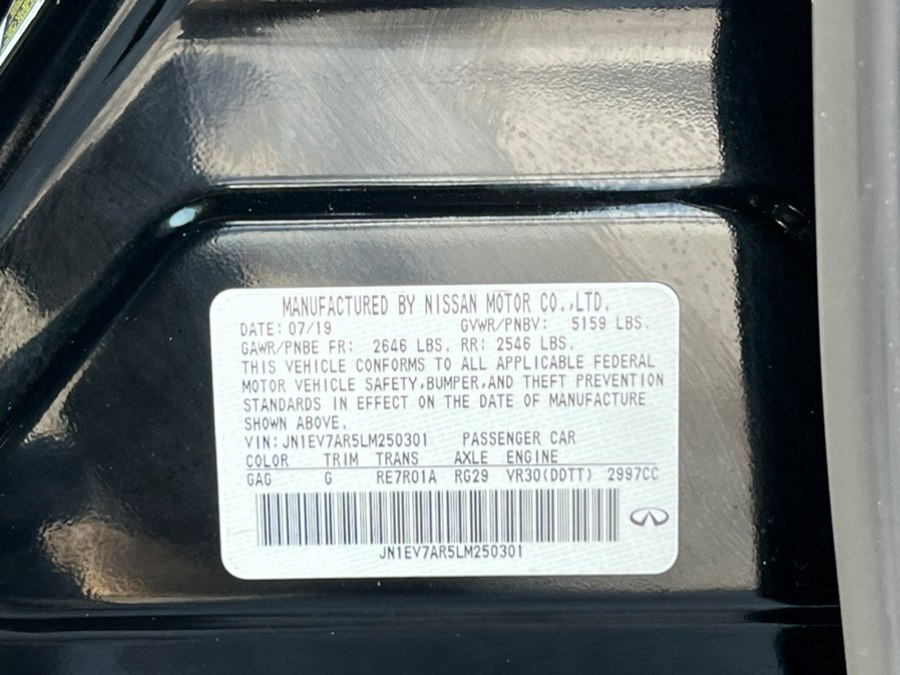 MANUFACTURED BY NISSAN MOTOR CO.,LTD.
DATE: 07/19 GVWR/PNBV: 5159 LBS.
GAWR/PNBE FR: 2646 LBS. RR: 2546 LBS.
THIS VEHICLE CONFORMS TO ALL APPLICABLE FEDERAL
MOTOR VEHICLE SAFETY,BUMPER,AND THEFT PREVENTION
STANDARDS IN EFFECT ON THE DATE OF MANUFACTURE
SHOWN ABOVE.
VIN:JN1EV7AR5LM250301 PASSENGER CAR
COLOR TRIM TRANS AXLE ENGINE
GAG G RE7R01A RG29 VR30(DDTT) 2997CC
JN1EV7AR5LM250301